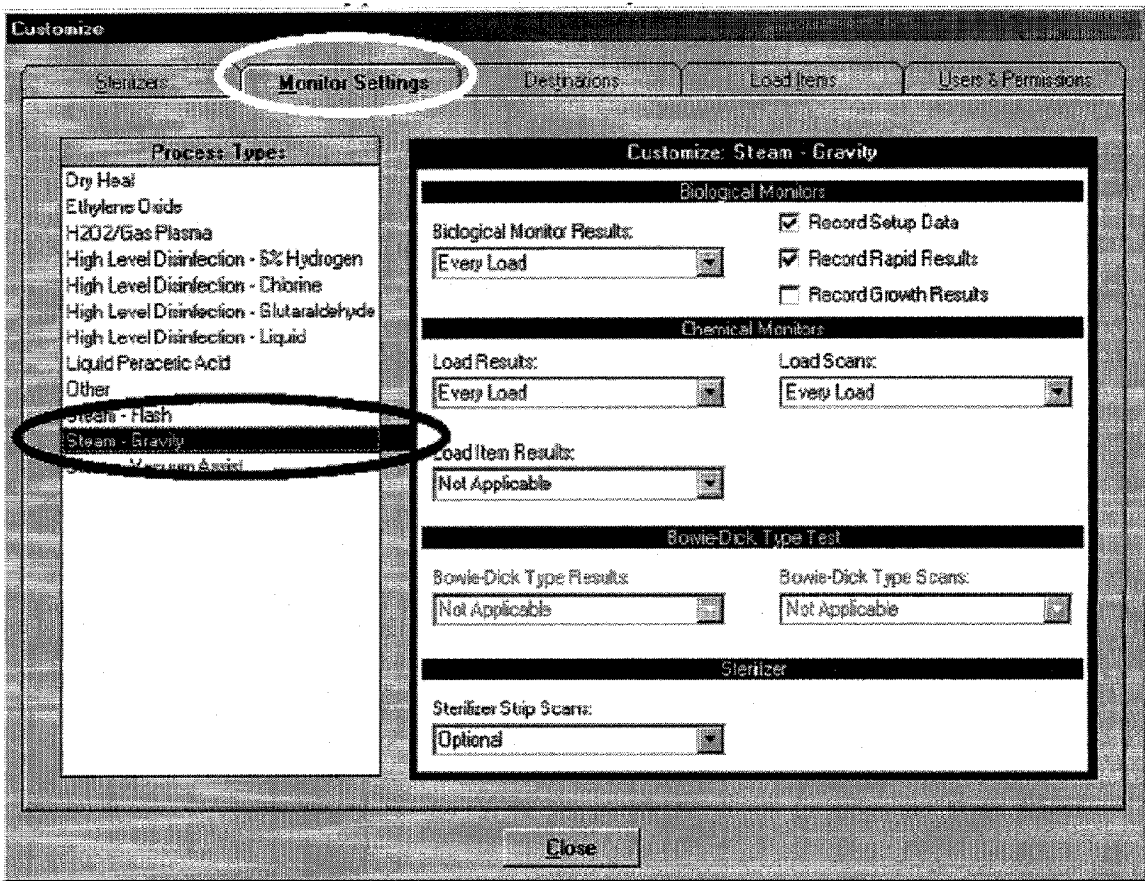 Customize
Sterilizers
Monitor Settings
Destinations
Load Items
Users & Permissions
Process Types
Dry Heat
Ethylene Oxide
H2O2/Gas Plasma
High Level Disinfection - 6% Hydrogen
High Level Disinfection - Chlorine
High Level Disinfection - Glutaraldehyde
High Level Disinfection - Liquid
Liquid Peracetic Acid
Other
Steam - Flash
Steam - Gravity
Steam - Vacuum Assist
Customize: Steam - Gravity
Biological Monitors
Biological Monitor Results:
Every Load
Record Setup Data
Record Rapid Results
Record Growth Results
Chemical Monitors
Load Results:
Every Load
Load Scans:
Every Load
Load Item Results:
Not Applicable
Bowie-Dick Type Test
Bowie-Dick Type Results:
Not Applicable
Bowie-Dick Type Scans:
Not Applicable
Sterilizer
Sterilizer Strip Scans:
Optional
Close